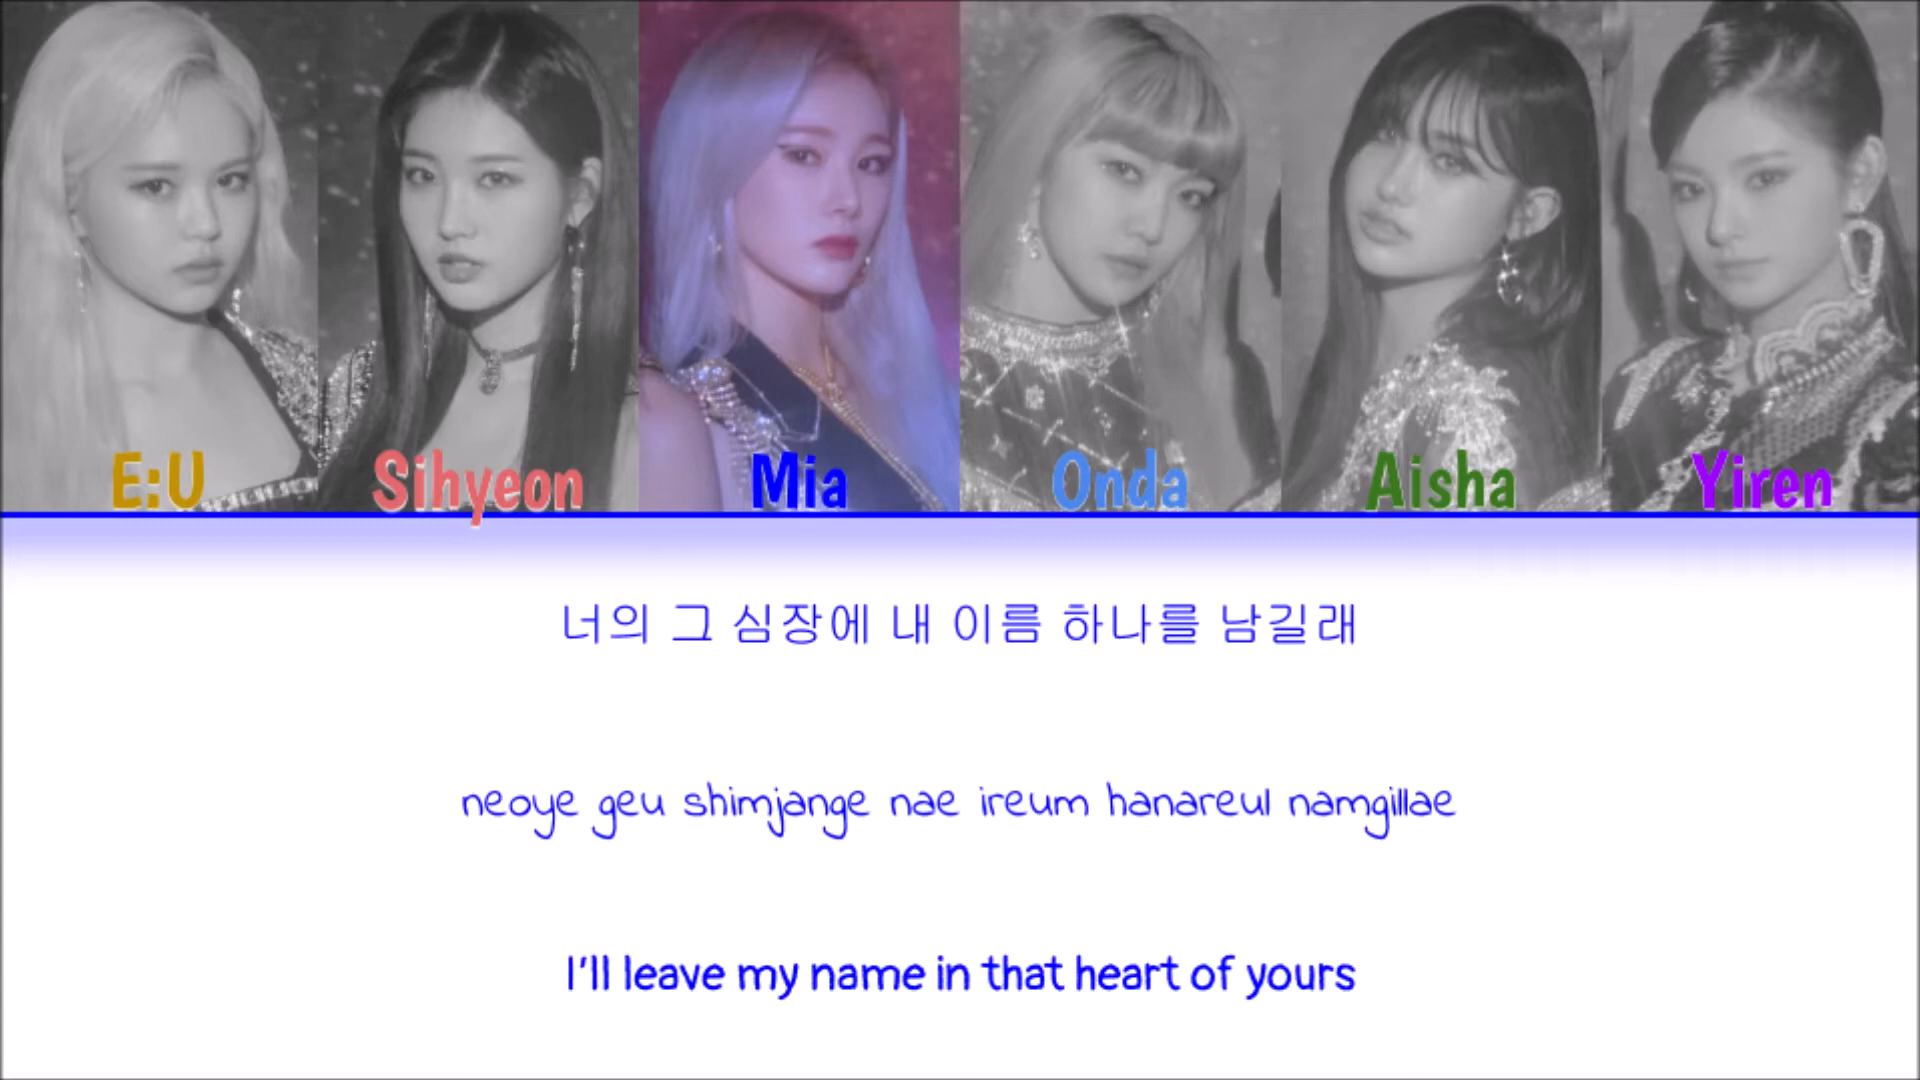 E:U Sihyeon Mia Onda Aisha Yiren
너의 그 심장에 내 이름 하나를 남길래
neoye geu shimjange nae ireum hanareul namgillae
I'll leave my name in that heart of yours